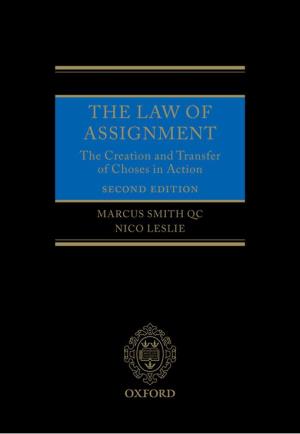 THE LAW OF
ASSIGNMENT
The Creation and Transfer
of Choses in Action
SECOND EDITION
MARCUS SMITH QC
NICO LESLIE
OXFORD